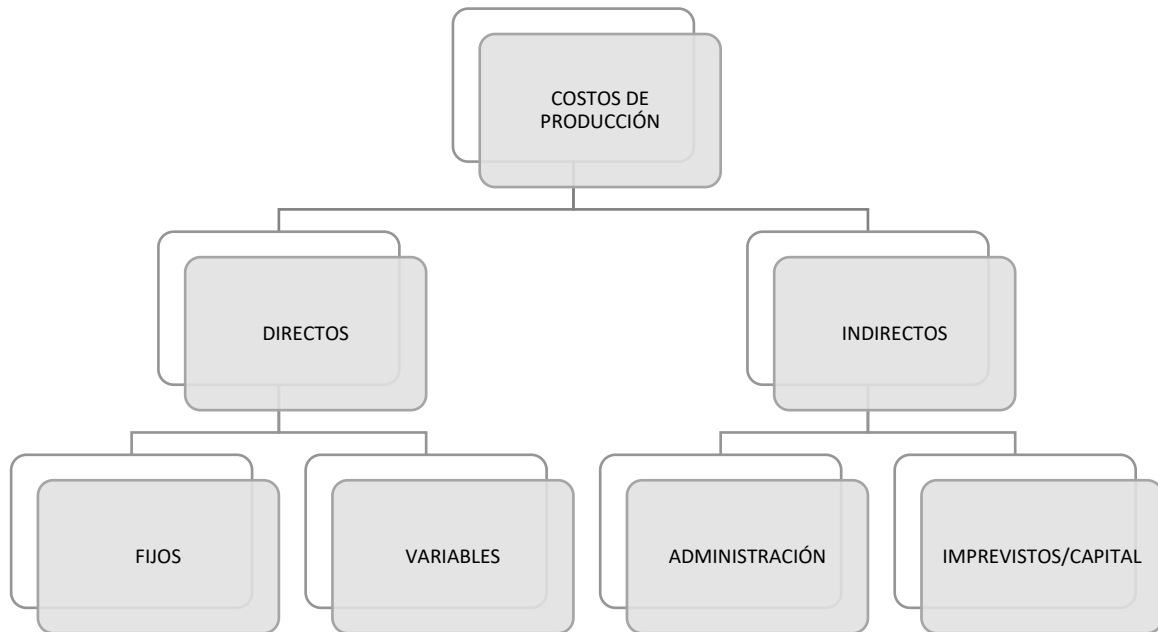 COSTOS DE
PRODUCCIÓN
DIRECTOS
INDIRECTOS
FIJOS
VARIABLES
ADMINISTRACIÓN
IMPREVISTOS/CAPITAL